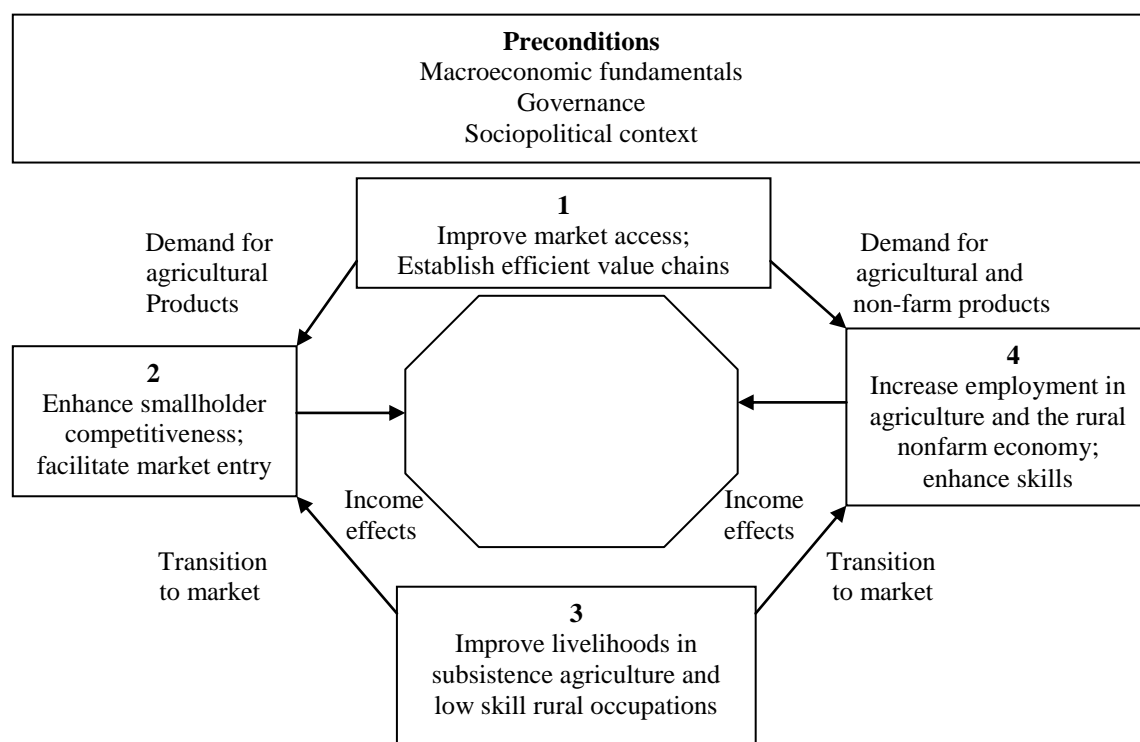 Preconditions
Macroeconomic fundamentals
Governance
Sociopolitical context
1
Improve market access;
Establish efficient value chains
Demand for
agricultural
Products
Demand for
agricultural and
non-farm products
2
Enhance smallholder
competitiveness;
facilitate market entry
4
Increase employment in
agriculture and the rural
nonfarm economy;
enhance skills
Income
effects
Income
effects
Transition
to market
Transition
to market
3
Improve livelihoods in
subsistence agriculture and
low skill rural occupations